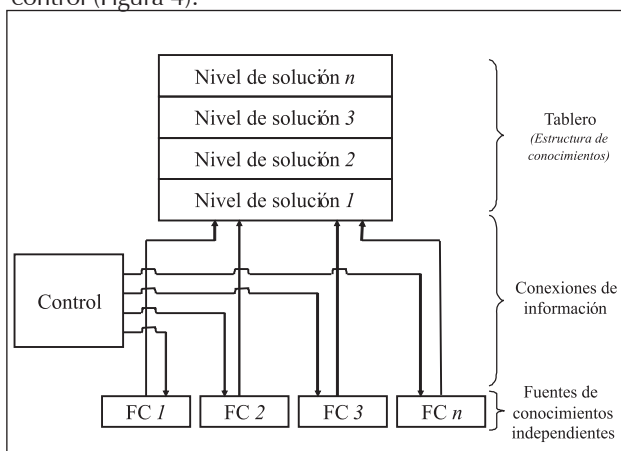 control (Figura 4).
Nivel de solución n
Nivel de solución 3
Nivel de solución 2
Nivel de solución 1
Tablero
(Estructura de
conocimientos)
Control
Conexiones de
información
FC 1
FC 2
FC 3
FC n
Fuentes de
conocimientos
independientes